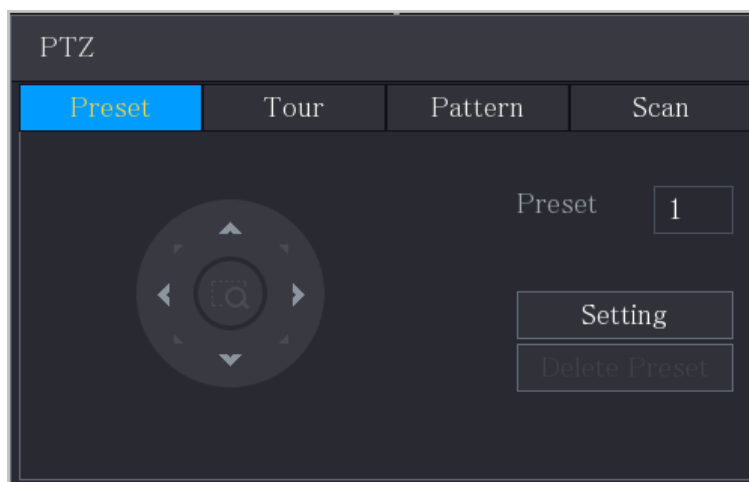 PTZ
Preset Tour Pattern Scan
Preset 1
Setting
Delete Preset